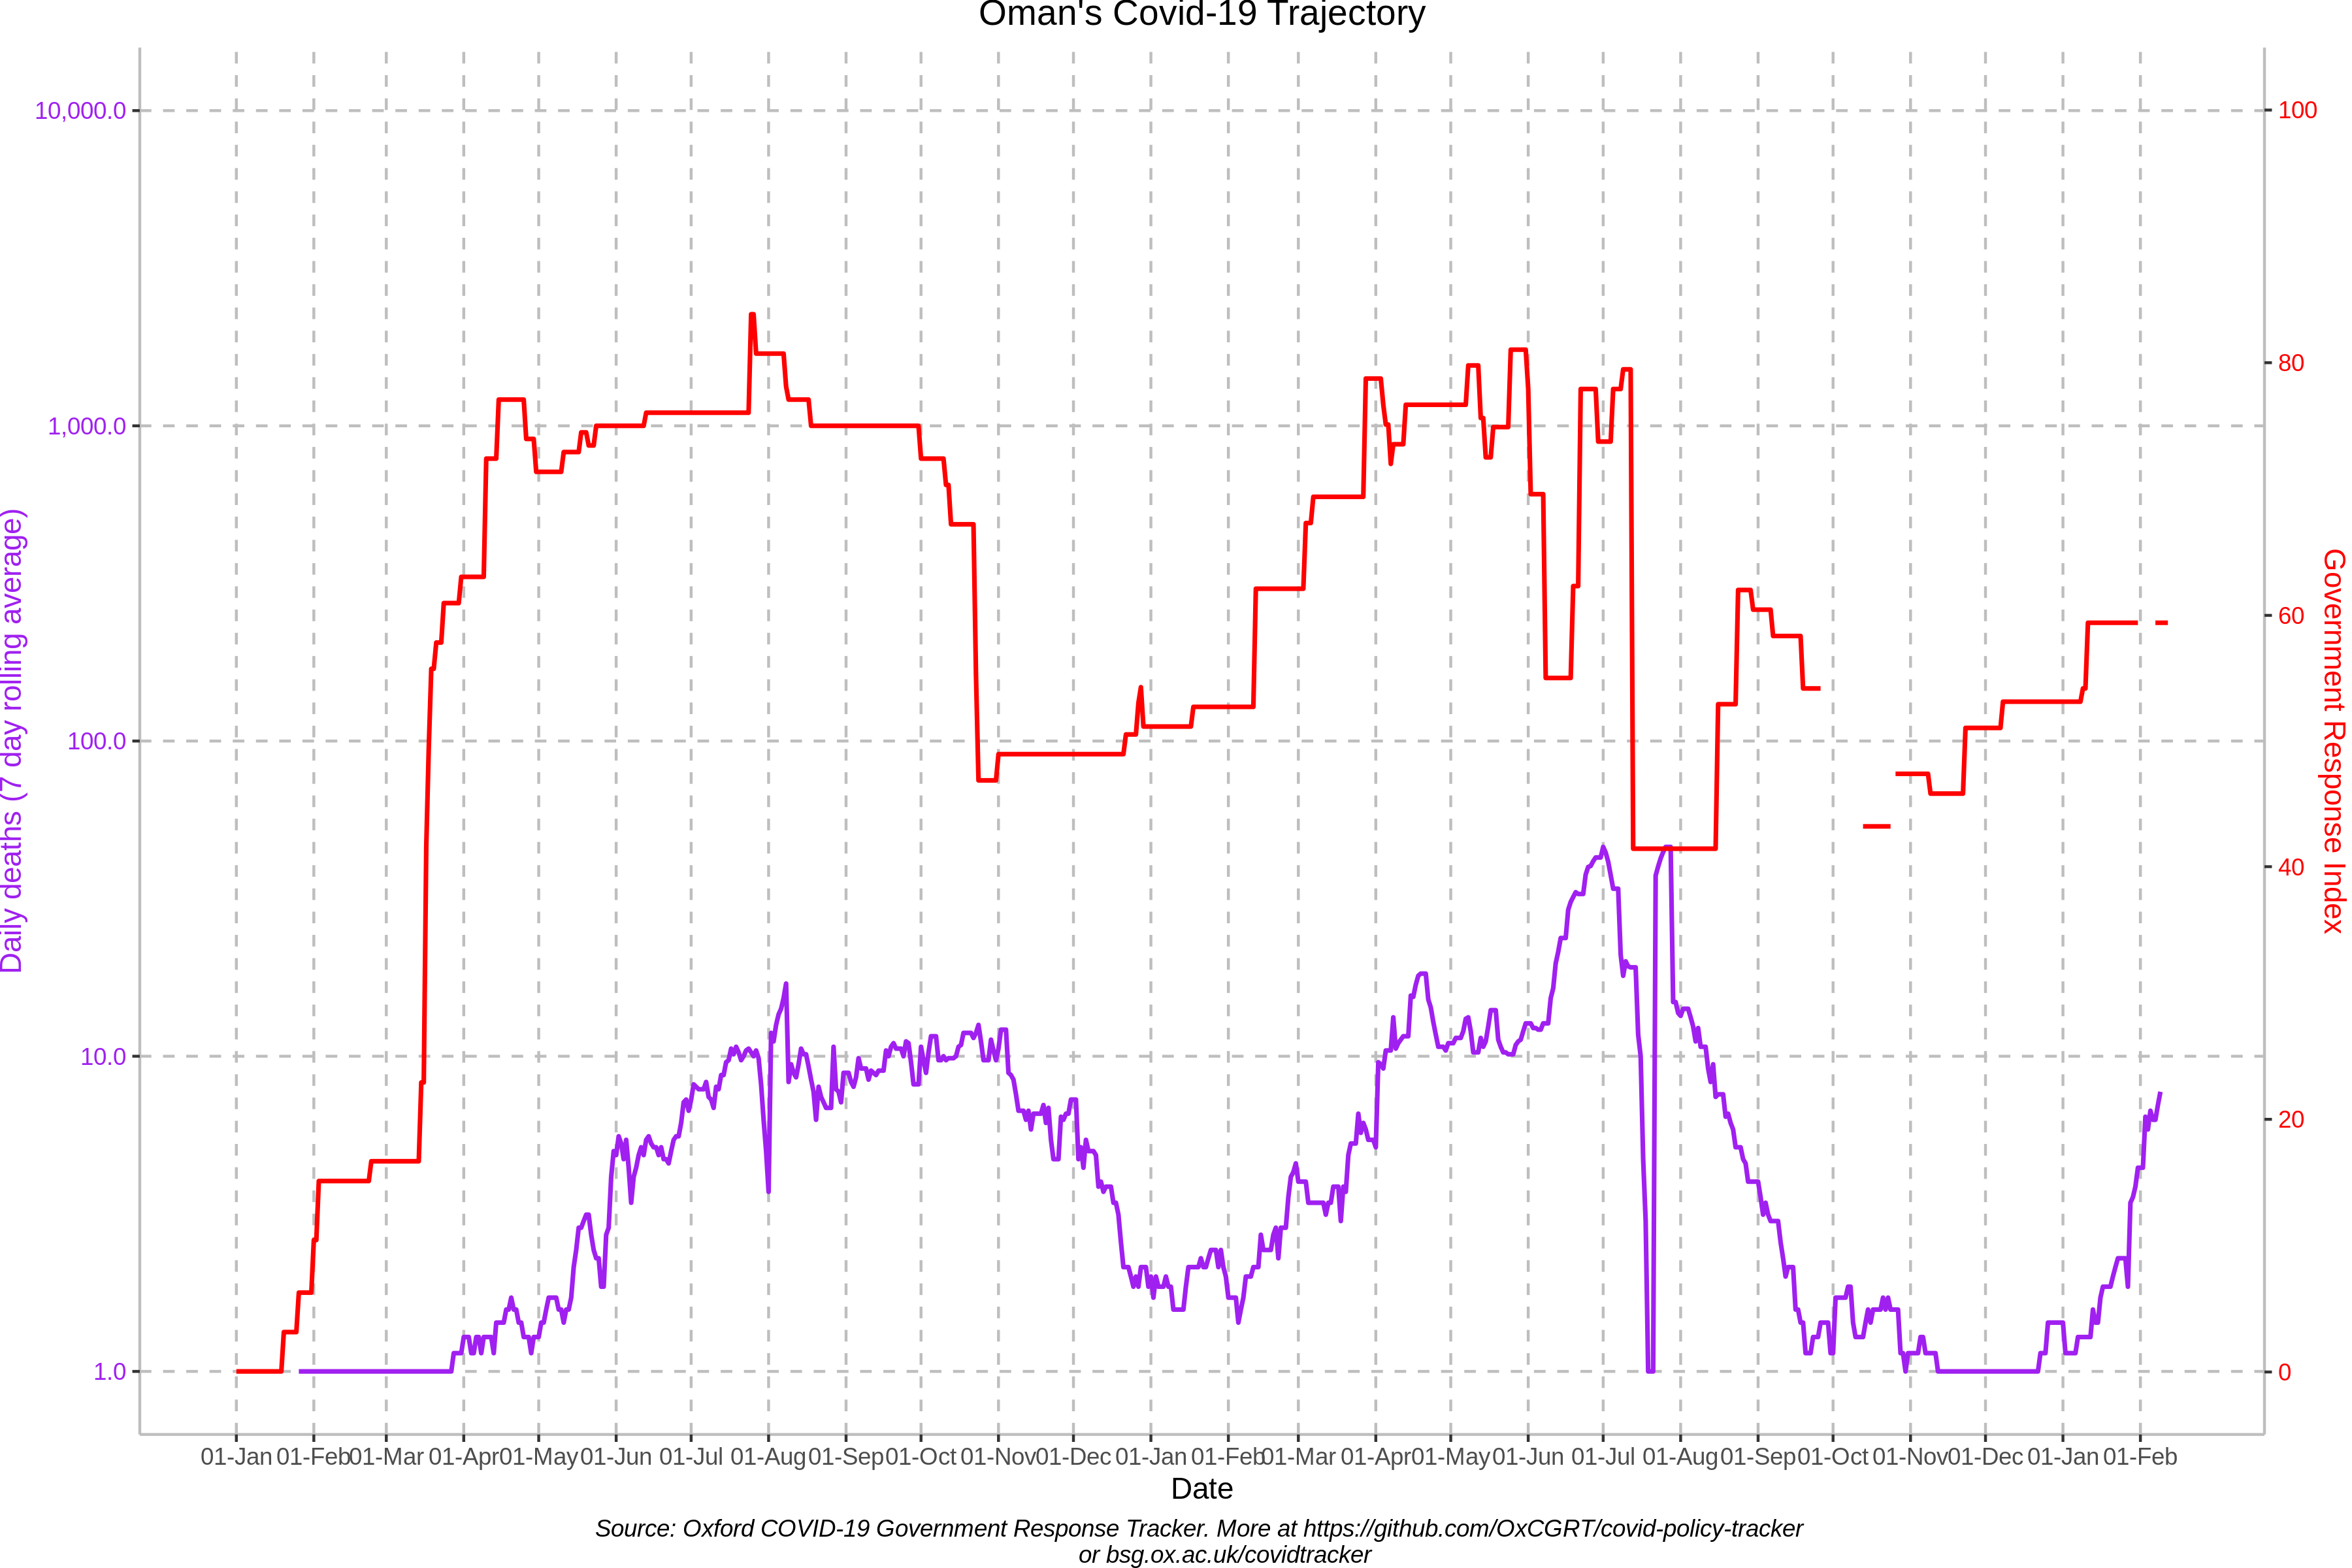 Oman's Covid-19 Trajectory
10,000.0
1,000.0
100.0
10.0
1.0
Daily deaths (7 day rolling average)
100
80
60
40
20
0
Government Response Index
01-Jan 01-Feb 01-Mar 01-Apr 01-May 01-Jun 01-Jul 01-Aug 01-Sep 01-Oct 01-Nov 01-Dec 01-Jan 01-Feb 01-Mar 01-Apr 01-May 01-Jun 01-Jul 01-Aug 01-Sep 01-Oct 01-Nov 01-Dec 01-Jan 01-Feb
Date
Source: Oxford COVID-19 Government Response Tracker. More at https://github.com/OxCGRT/covid-policy-tracker
or bsg.ox.ac.uk/covidtracker